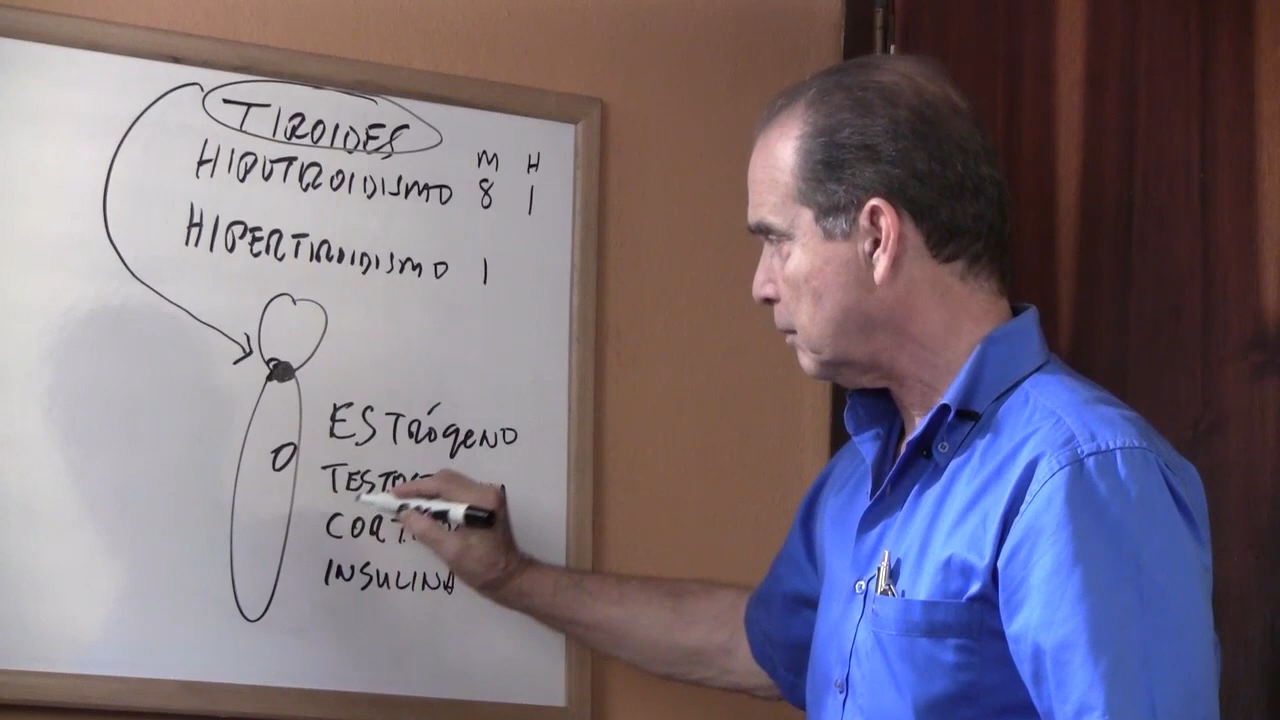 TIROIDES
M H
HIPOTIROIDISMO 8 1
HIPERTIROIDISMO 1
ESTRÓgENO
INSULINA